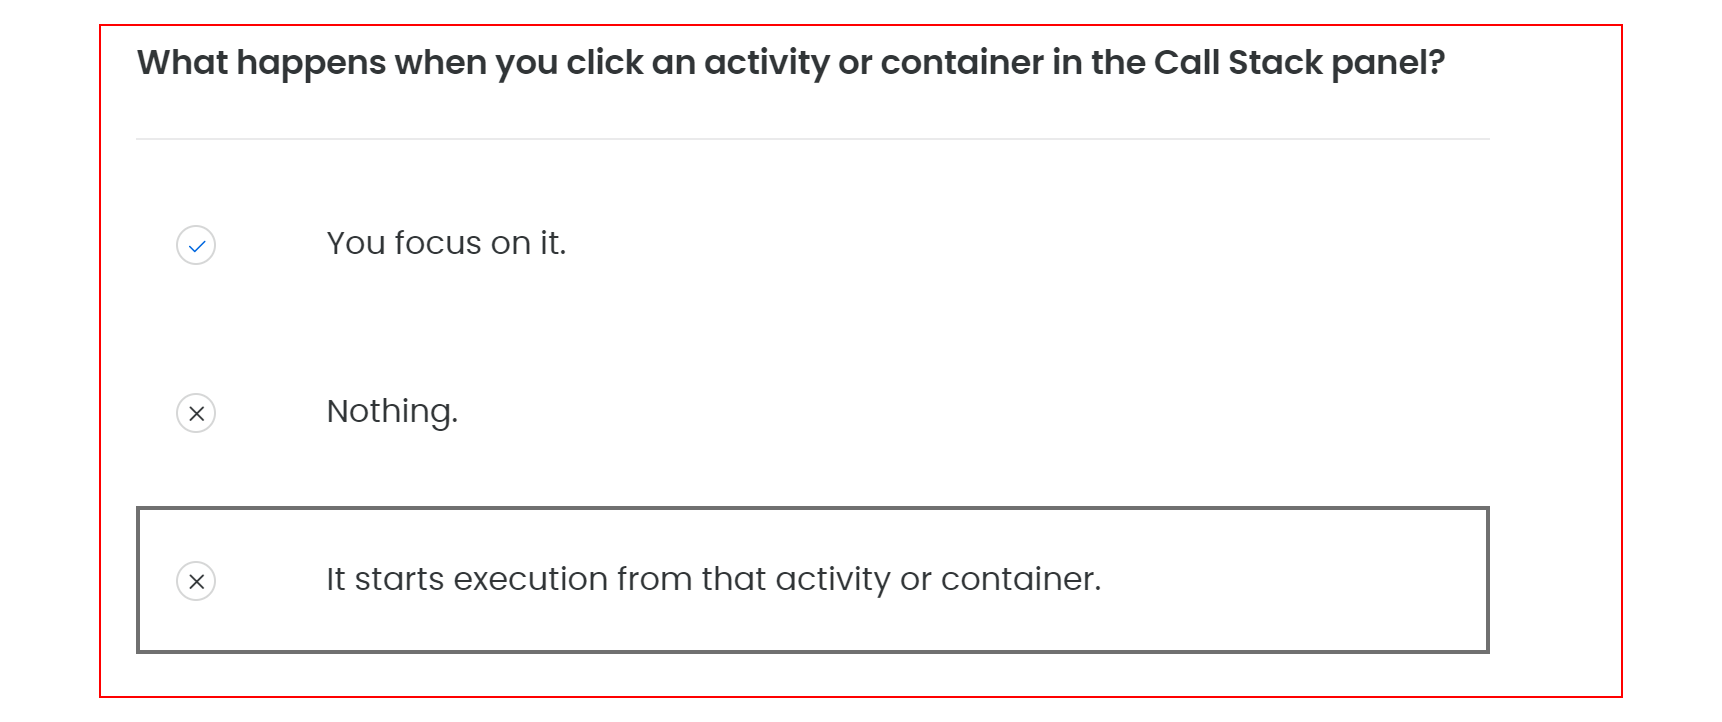 What happens when you click an activity or container in the Call Stack panel?
You focus on it.
Nothing.
It starts execution from that activity or container.